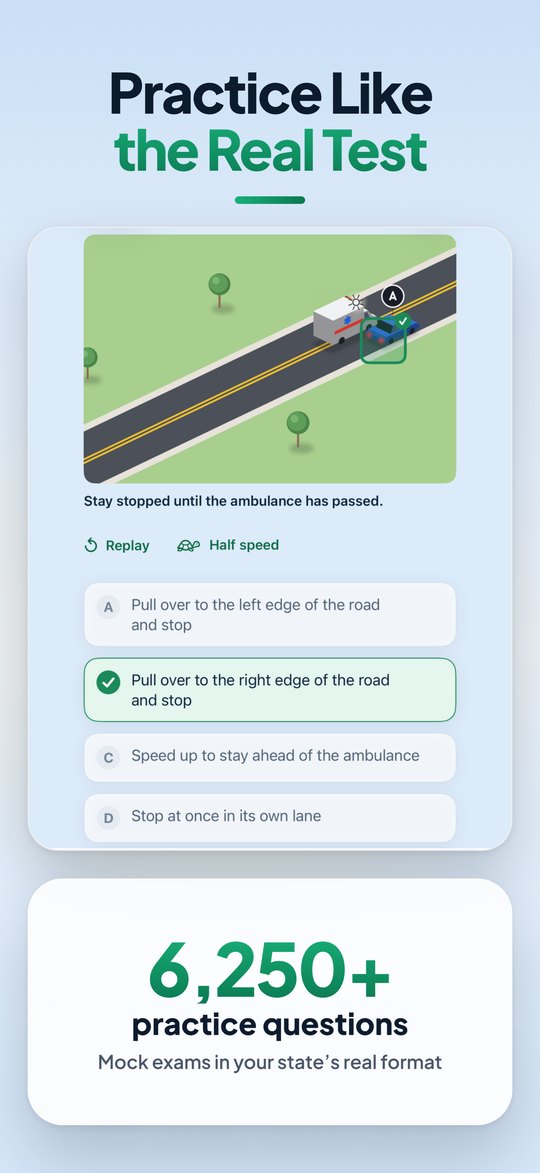 Practice Like
the Real Test
A
Stay stopped until the ambulance has passed.
Replay
Half speed
A
Pull over to the left edge of the road
and stop
Pull over to the right edge of the road
and stop
C
Speed up to stay ahead of the ambulance
D
Stop at once in its own lane
6,250+
practice questions
Mock exams in your state’s real format